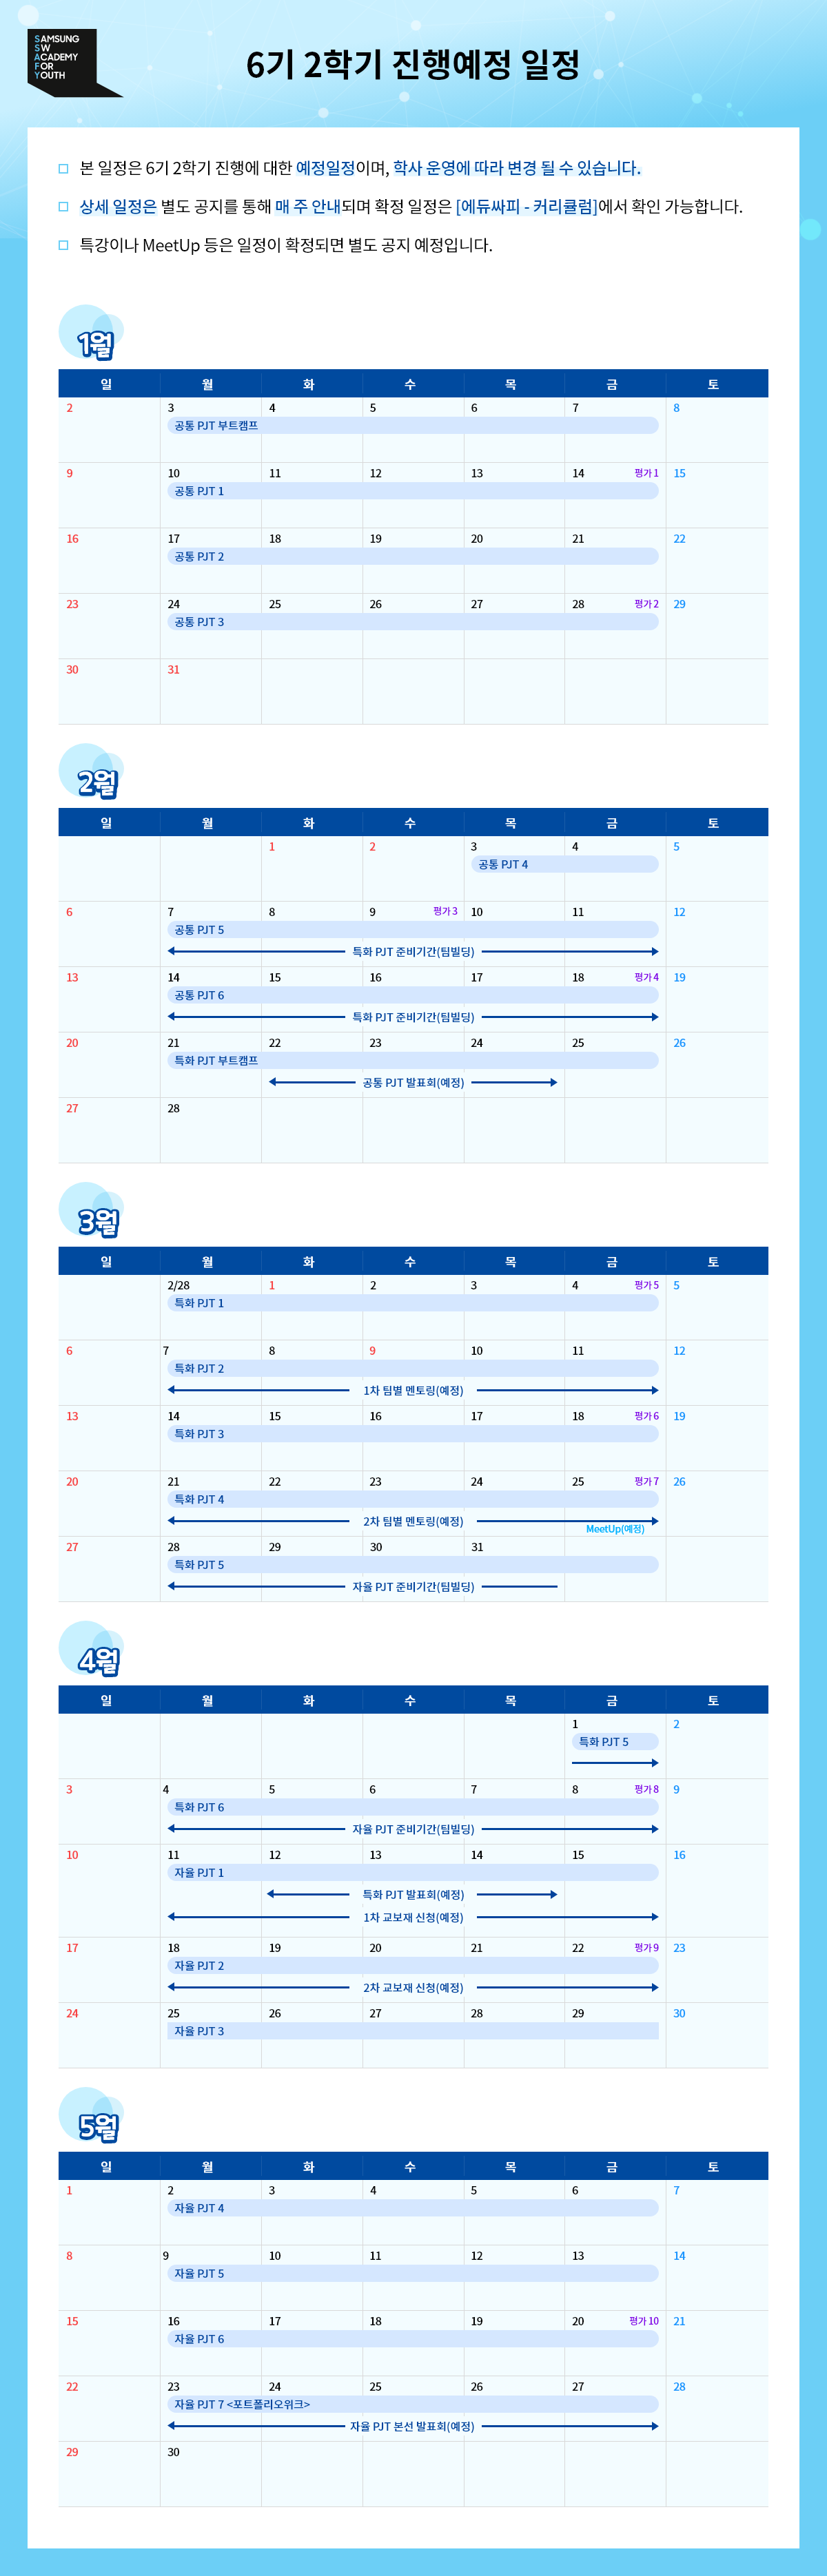 SAMSUNG
SW
ACADEMY
FOR
YOUTH
6기 2학기 진행예정 일정
본 일정은 6기 2학기 진행에 대한 예정일정이며, 학사 운영에 따라 변경 될 수 있습니다.
상세 일정은 별도 공지를 통해 매 주 안내되며 확정 일정은 [에듀싸피 - 커리큘럼]에서 확인 가능합니다.
특강이나 MeetUp 등은 일정이 확정되면 별도 공지 예정입니다.
1월
일 월 화 수 목 금 토
2 3 4 5 6 7 8
공통 PJT 부트캠프
9 10 11 12 13 14 평가 1 15
공통 PJT 1
16 17 18 19 20 21 22
공통 PJT 2
23 24 25 26 27 28 평가 2 29
공통 PJT 3
30 31
2월
일 월 화 수 목 금 토
1 2 3 4 5
공통 PJT 4
6 7 8 9 평가 3 10 11 12
공통 PJT 5
특화 PJT 준비기간(팀빌딩)
13 14 15 16 17 18 평가 4 19
공통 PJT 6
특화 PJT 준비기간(팀빌딩)
20 21 22 23 24 25 26
특화 PJT 부트캠프
공통 PJT 발표회(예정)
27 28
3월
일 월 화 수 목 금 토
2/28 1 2 3 4 평가 5 5
특화 PJT 1
6 7 8 9 10 11 12
특화 PJT 2
1차 팀별 멘토링(예정)
13 14 15 16 17 18 평가 6 19
특화 PJT 3
20 21 22 23 24 25 평가 7 26
특화 PJT 4
2차 팀별 멘토링(예정)
MeetUp(예정)
27 28 29 30 31
특화 PJT 5
자율 PJT 준비기간(팀빌딩)
4월
일 월 화 수 목 금 토
1 2
특화 PJT 5
3 4 5 6 7 8 평가 8 9
특화 PJT 6
자율 PJT 준비기간(팀빌딩)
10 11 12 13 14 15 16
자율 PJT 1
특화 PJT 발표회(예정)
1차 교보재 신청(예정)
17 18 19 20 21 22 평가 9 23
자율 PJT 2
2차 교보재 신청(예정)
24 25 26 27 28 29 30
자율 PJT 3
5월
일 월 화 수 목 금 토
1 2 3 4 5 6 7
자율 PJT 4
8 9 10 11 12 13 14
자율 PJT 5
15 16 17 18 19 20 평가 10 21
자율 PJT 6
22 23 24 25 26 27 28
자율 PJT 7 <포트폴리오위크>
자율 PJT 본선 발표회(예정)
29 30